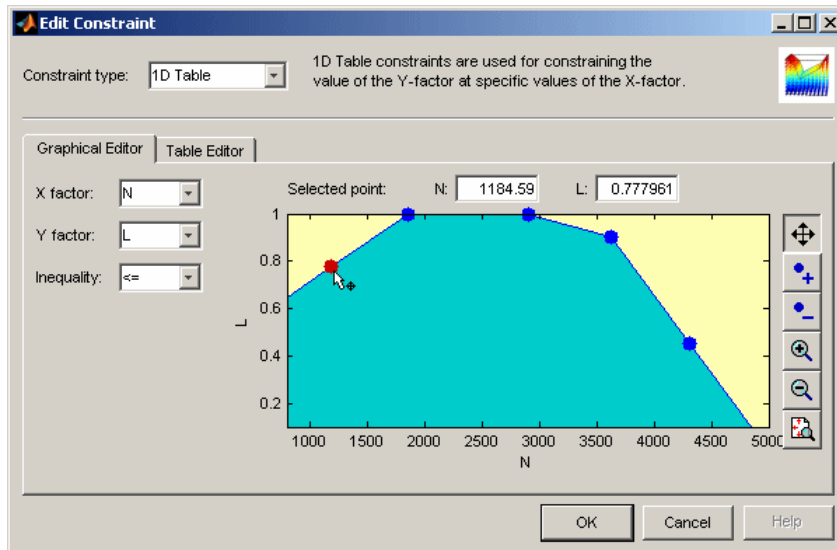 Edit Constraint
Constraint type: 1D Table
1D Table constraints are used for constraining the
value of the Y-factor at specific values of the X-factor.
Graphical Editor Table Editor
X factor: N
Y factor: L
Inequality: <=
Selected point: N: 1184.59 L: 0.777961
1
0.8
0.6
0.4
0.2
L
1000 1500 2000 2500 3000 3500 4000 4500 5000
N
OK Cancel Help